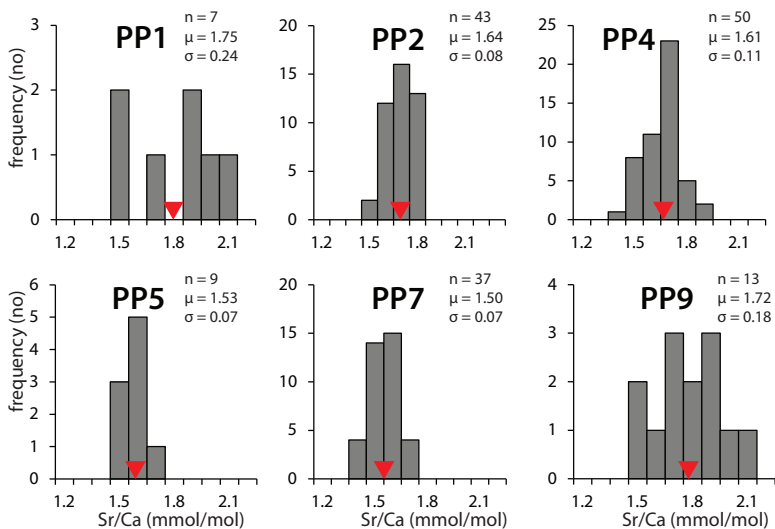 PP1
n = 7
μ = 1.75
σ = 0.24
frequency (no)
3
2
1
0
1.2 1.5 1.8 2.1
PP2
n = 43
μ = 1.64
σ = 0.08
20
15
10
5
0
1.2 1.5 1.8 2.1
PP4
n = 50
μ = 1.61
σ = 0.11
25
20
15
10
5
0
1.2 1.5 1.8 2.1
PP5
n = 9
μ = 1.53
σ = 0.07
frequency (no)
6
5
4
3
2
1
0
1.2 1.5 1.8 2.1
Sr/Ca (mmol/mol)
PP7
n = 37
μ = 1.50
σ = 0.07
20
15
10
5
0
1.2 1.5 1.8 2.1
Sr/Ca (mmol/mol)
PP9
n = 13
μ = 1.72
σ = 0.18
4
3
2
1
0
1.2 1.5 1.8 2.1
Sr/Ca (mmol/mol)